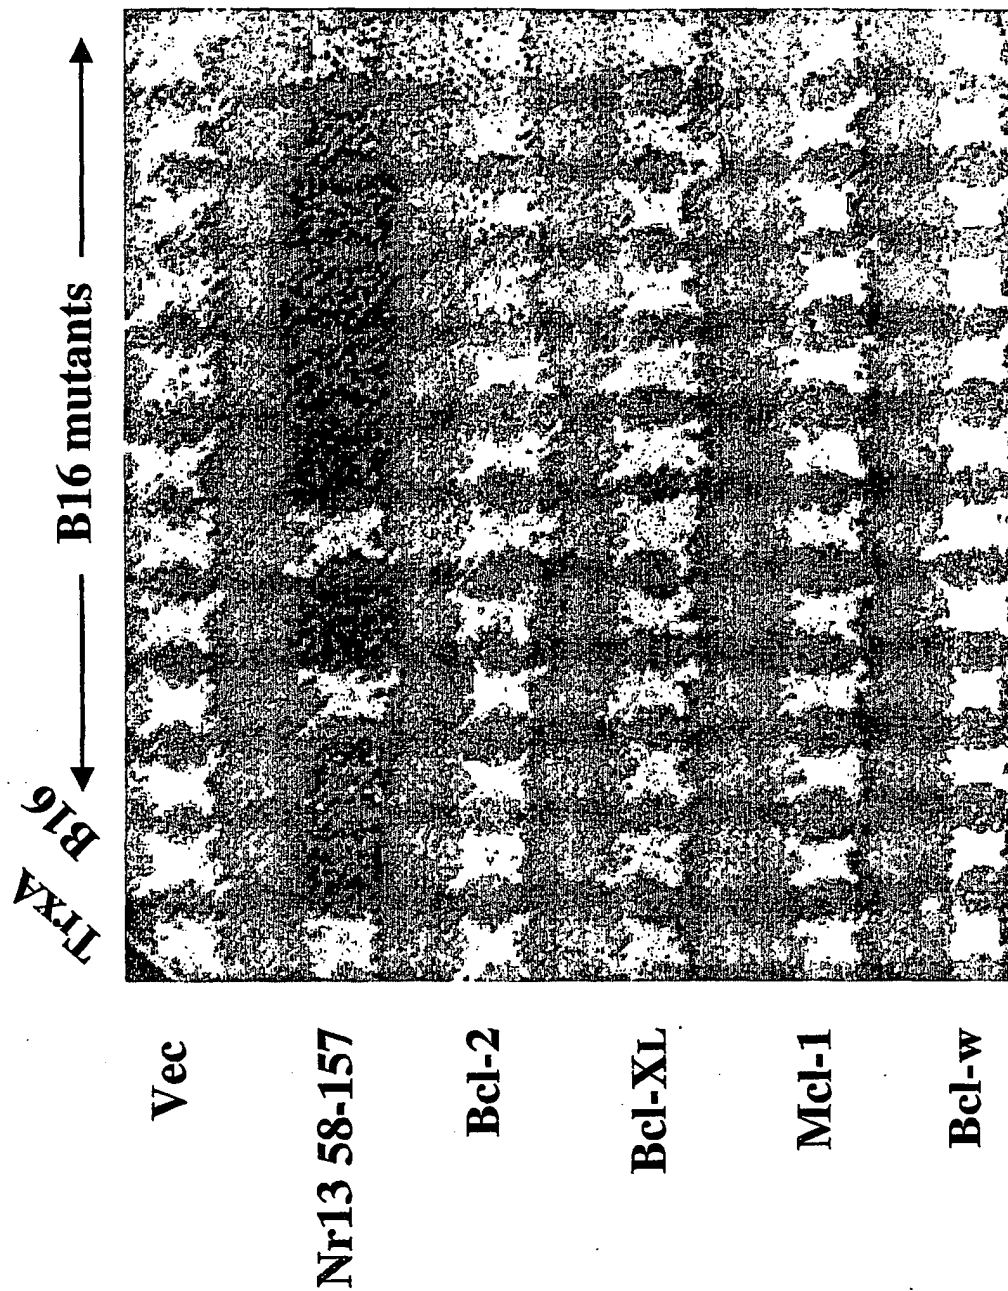 TrxA
B16
B16 mutants
Vec
Nr13 58-157
Bcl-2
Bcl-XL
Mcl-1
Bcl-w